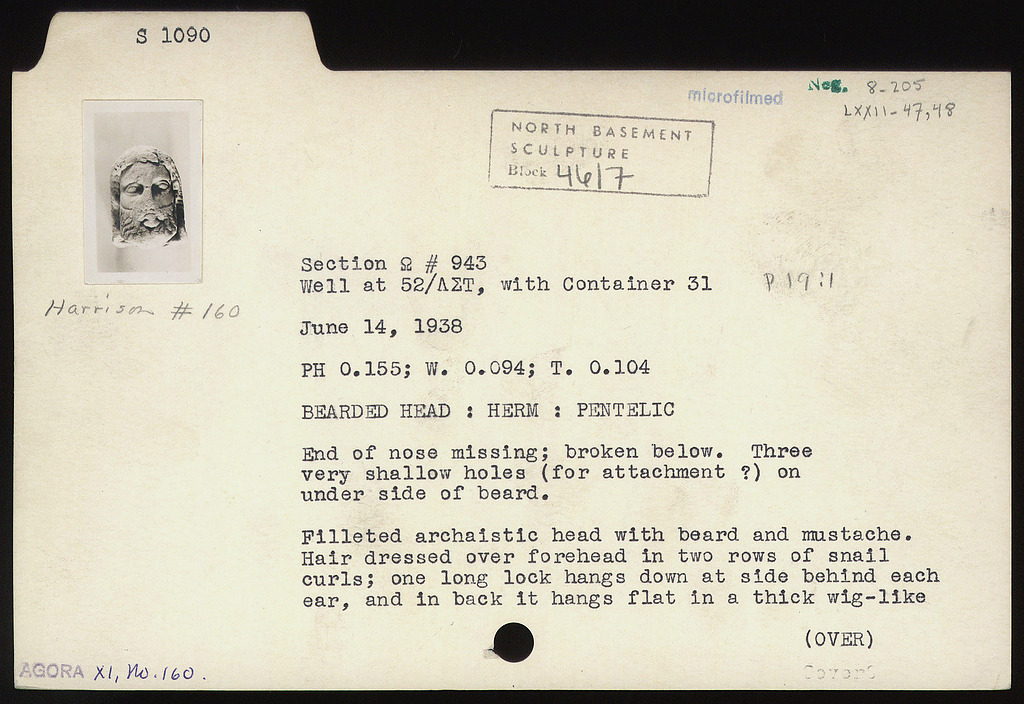 S 1090
microfilmed
Neg. 8-205
LXXII-47,48
NORTH BASEMENT
SCULPTURE
Block 46/7
Section Ω # 943
Well at 52/ΛΣΤ, with Container 31
Harrison # 160
June 14, 1938
PH 0.155; W. 0.094; T. 0.104
BEARDED HEAD : HERM : PENTELIC
End of nose missing; broken below. Three
very shallow holes (for attachment ?) on
under side of beard.
Filleted archaistic head with beard and mustache.
Hair dressed over forehead in two rows of snail
curls; one long lock hangs down at side behind each
ear, and in back it hangs flat in a thick wig-like
(OVER)
AGORA XI, No. 160.